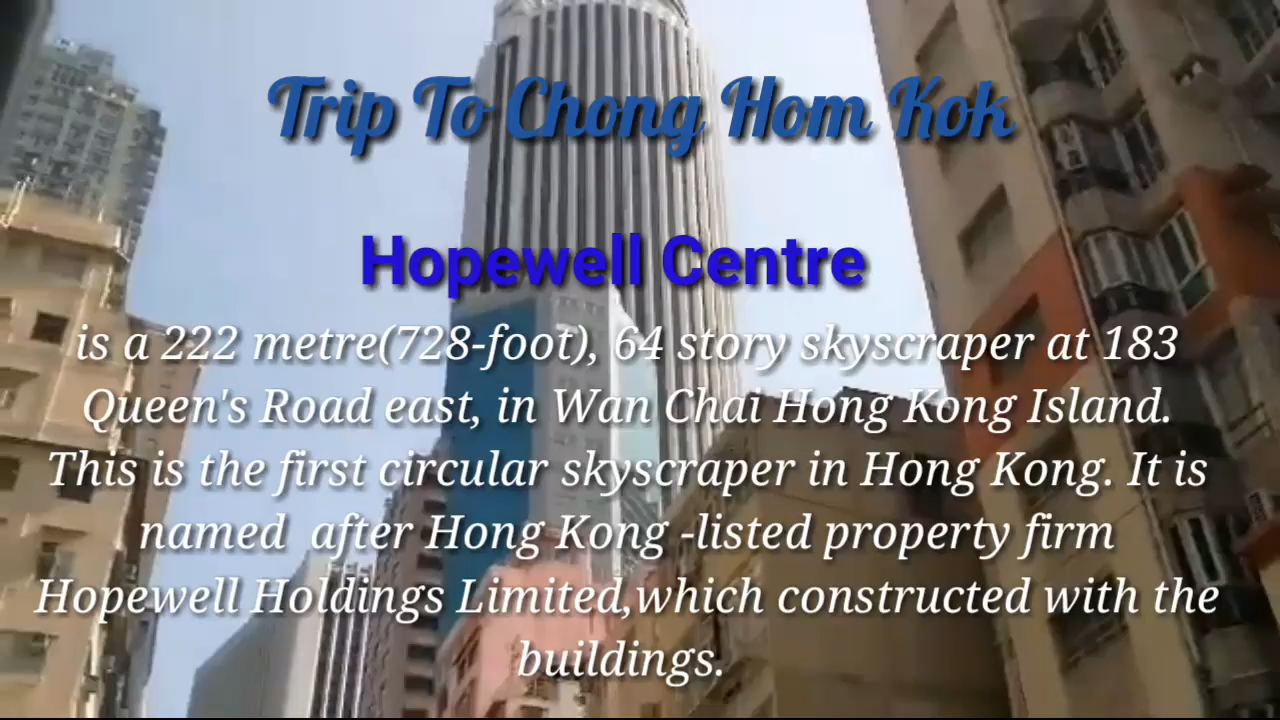 Trip To Chong Hom Kok
Hopewell Centre
is a 222 metre(728-foot), 64 story skyscraper at 183
Queen's Road east, in Wan Chai Hong Kong Island.
This is the first circular skyscraper in Hong Kong. It is
named  after Hong Kong -listed property firm
Hopewell Holdings Limited,which constructed with the
buildings.